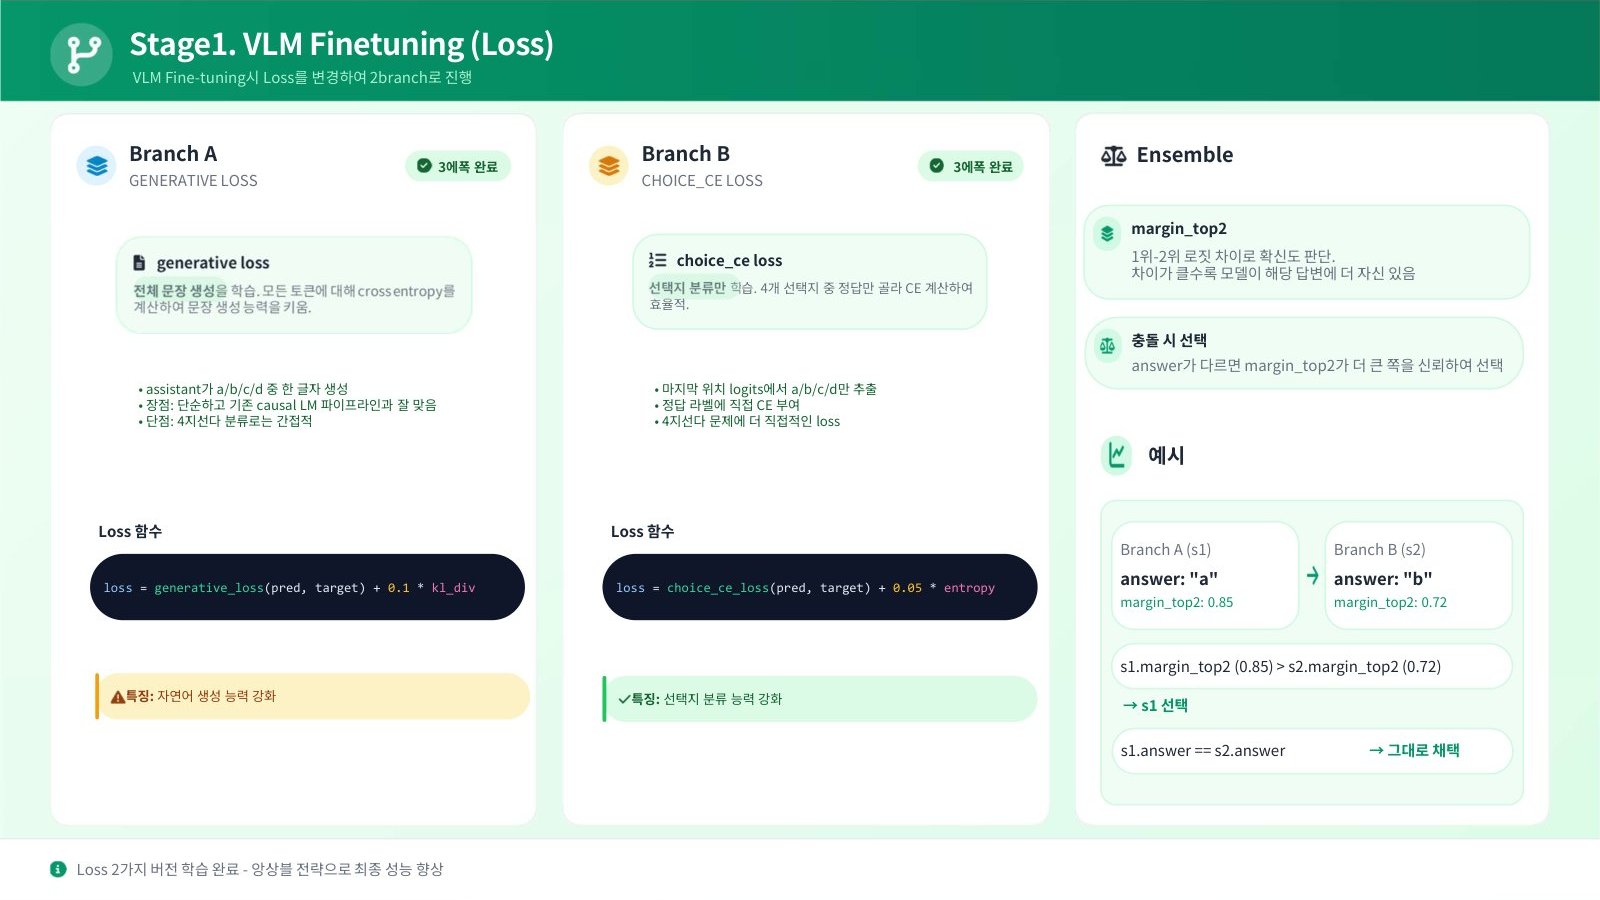 Stage1. VLM Finetuning (Loss)
VLM Fine-tuning시 Loss를 변경하여 2branch로 진행
Branch A
GENERATIVE LOSS
3에폭 완료
generative loss
전체 문장 생성을 학습. 모든 토큰에 대해 cross entropy를
계산하여 문장 생성 능력을 키움.
• assistant가 a/b/c/d 중 한 글자 생성
• 장점: 단순하고 기존 causal LM 파이프라인과 잘 맞음
• 단점: 4지선다 분류로는 간접적
Loss 함수
loss = generative_loss(pred, target) + 0.1 * kl_div
특징: 자연어 생성 능력 강화
Branch B
CHOICE_CE LOSS
3에폭 완료
choice_ce loss
선택지 분류만 학습. 4개 선택지 중 정답만 골라 CE 계산하여
효율적.
• 마지막 위치 logits에서 a/b/c/d만 추출
• 정답 라벨에 직접 CE 부여
• 4지선다 문제에 더 직접적인 loss
Loss 함수
loss = choice_ce_loss(pred, target) + 0.05 * entropy
특징: 선택지 분류 능력 강화
Ensemble
margin_top2
1위-2위 로짓 차이로 확신도 판단.
차이가 클수록 모델이 해당 답변에 더 자신 있음
충돌 시 선택
answer가 다르면 margin_top2가 더 큰 쪽을 신뢰하여 선택
예시
Branch A (s1)
answer: "a"
margin_top2: 0.85
Branch B (s2)
answer: "b"
margin_top2: 0.72
s1.margin_top2 (0.85) > s2.margin_top2 (0.72)
→ s1 선택
s1.answer == s2.answer → 그대로 채택
Loss 2가지 버전 학습 완료 - 앙상블 전략으로 최종 성능 향상